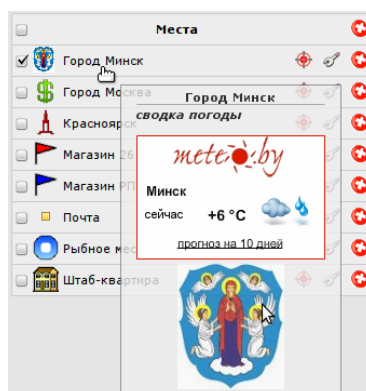 Места
Город Минск
Город Москва
Город Минск
сводка погоды
Красноярск
meteo.by
Магазин 26
Минск
Магазин РП
сейчас +6 °C
Почта
прогноз на 10 дней
Рыбное мес
Штаб-квартира